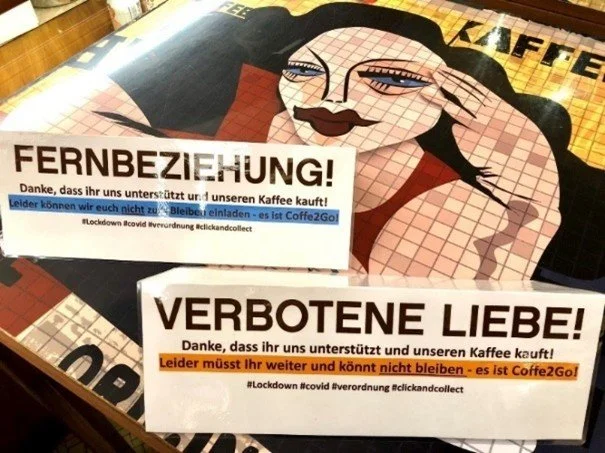 FEE
KAFFE
FERNBEZIEHUNG!
Danke, dass ihr uns unterstützt und unseren Kaffee kauft!
Leider können wir euch nicht zum Bleiben einladen - es ist Coffe2Go!
#Lockdown #covid #verordnung #clickandcollect
VERBOTENE LIEBE!
Danke, dass ihr uns unterstützt und unseren Kaffee kauft!
Leider müsst Ihr weiter und könnt nicht bleiben - es ist Coffe2Go!
#Lockdown #covid #verordnung #clickandcollect